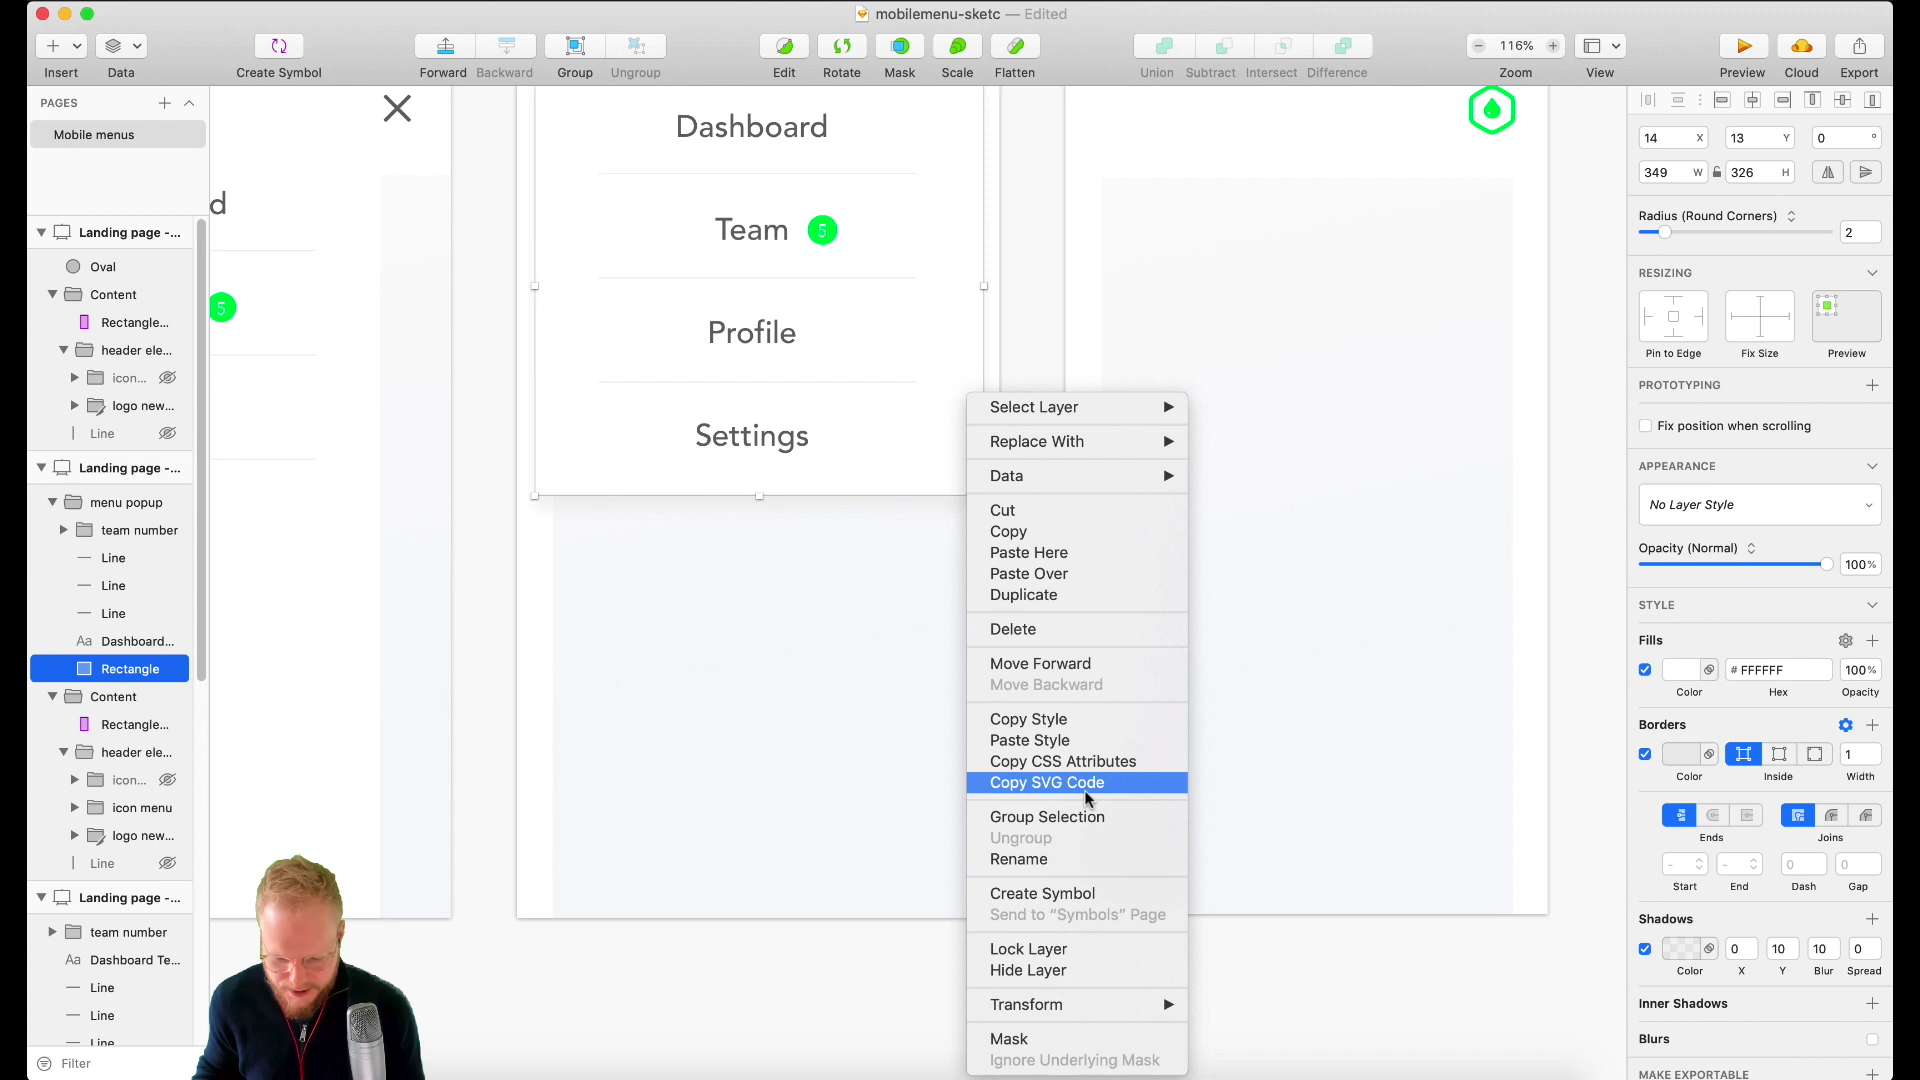 mobilemenu-sketc — Edited
Insert
Data
Create Symbol
Forward
Backward
Group
Ungroup
Edit
Rotate
Mask
Scale
Flatten
Union
Subtract
Intersect
Difference
116%
Zoom
View
Preview
Cloud
Export
PAGES
Mobile menus
Landing page -...
Oval
Content
Rectangle...
header ele...
icon...
logo new...
Line
Landing page -...
menu popup
team number
Line
Line
Line
Aa Dashboard...
Rectangle
Content
Rectangle...
header ele...
icon...
icon menu
logo new...
Line
Landing page -...
team number
Aa Dashboard Te...
Line
Line
Line
Filter
d
5
Dashboard
Team 5
Profile
Settings
Select Layer
Replace With
Data
Cut
Copy
Paste Here
Paste Over
Duplicate
Delete
Move Forward
Move Backward
Copy Style
Paste Style
Copy CSS Attributes
Copy SVG Code
Group Selection
Ungroup
Rename
Create Symbol
Send to “Symbols” Page
Lock Layer
Hide Layer
Transform
Mask
Ignore Underlying Mask
14 X 13 Y 0 °
349 W 326 H
Radius (Round Corners)
2
RESIZING
Pin to Edge Fix Size Preview
PROTOTYPING
Fix position when scrolling
APPEARANCE
No Layer Style
Opacity (Normal)
100%
STYLE
Fills
# FFFFFF 100%
Color Hex Opacity
Borders
1
Color Inside Width
Ends Joins
- - 0 0
Start End Dash Gap
Shadows
0 10 10 0
Color X Y Blur Spread
Inner Shadows
Blurs
MAKE EXPORTABLE